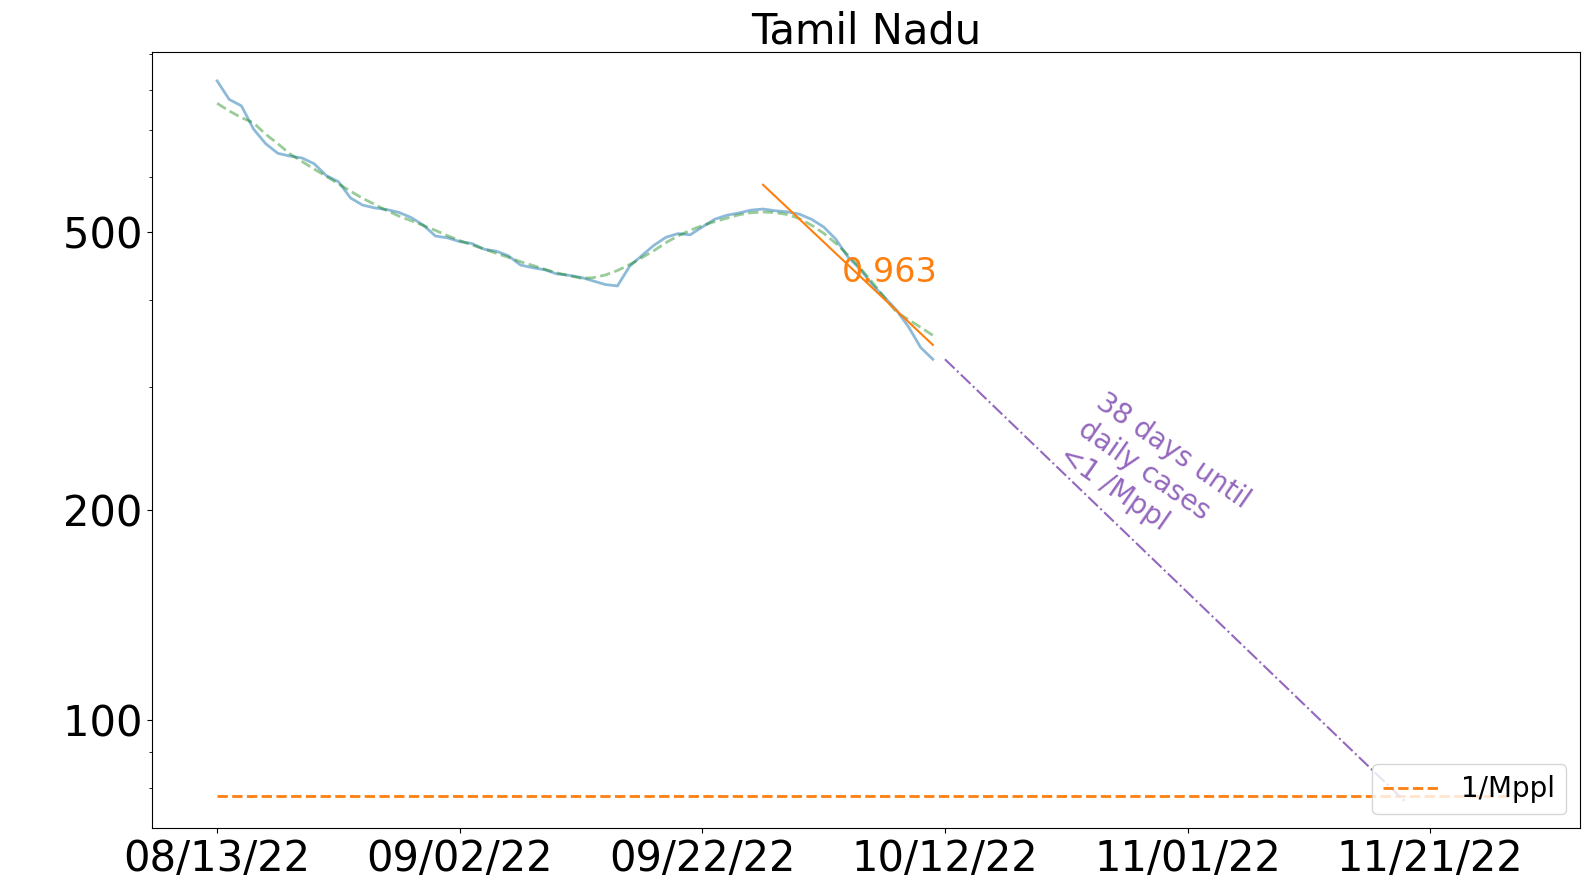 Tamil Nadu
500
200
100
0.963
38 days until
daily cases
<1 /Mppl
1/Mppl
08/13/22
09/02/22
09/22/22
10/12/22
11/01/22
11/21/22